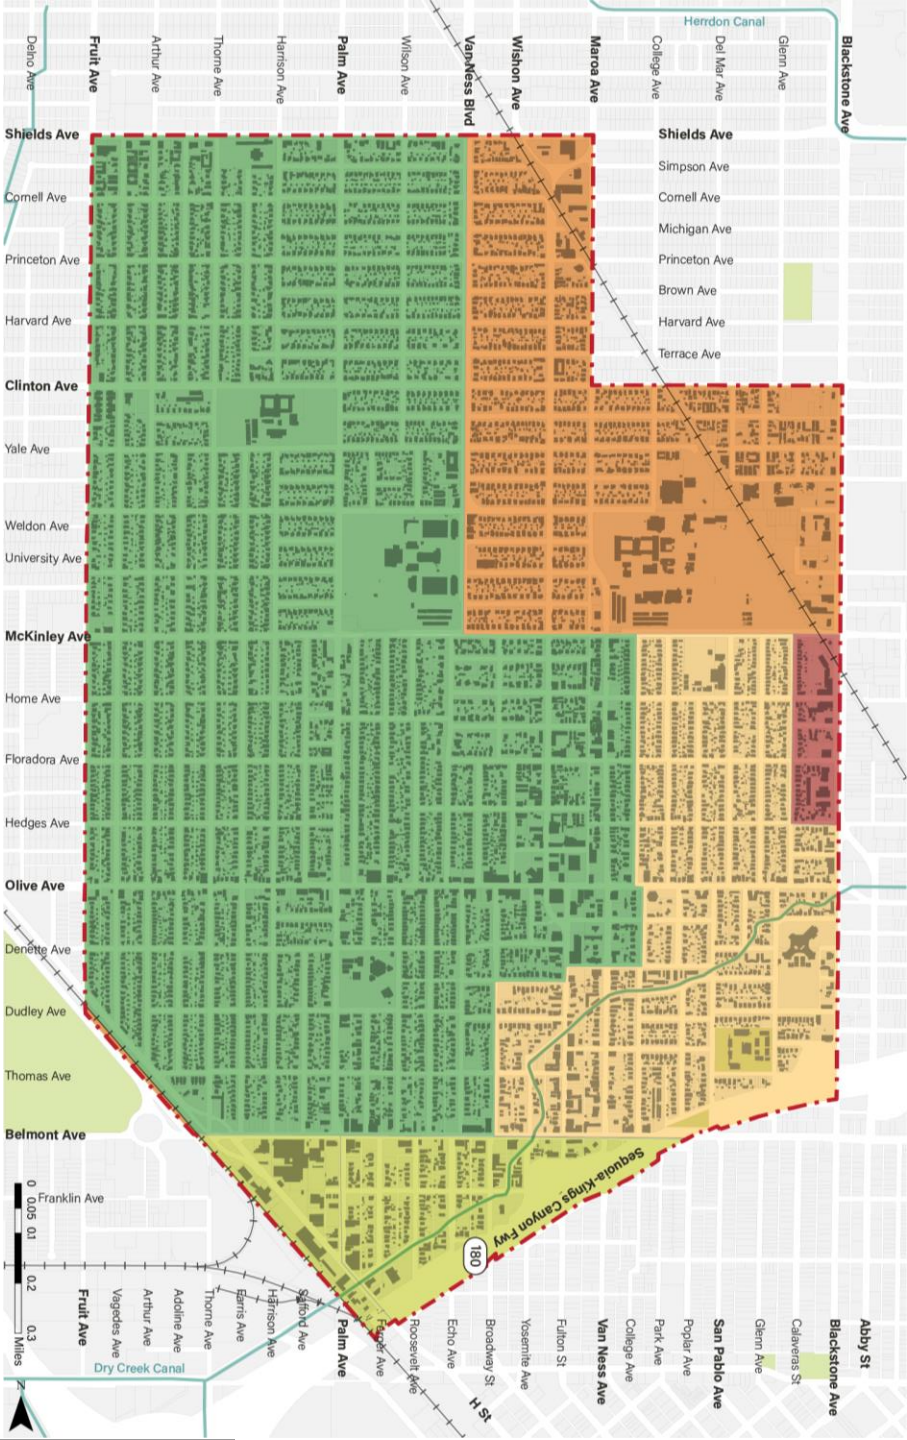 Herrdon Canal
Delno Ave
Fruit Ave
Arthur Ave
Thorne Ave
Harrison Ave
Palm Ave
Wilson Ave
Van Ness Blvd
Wishon Ave
Maroa Ave
College Ave
Del Mar Ave
Glenn Ave
Blackstone Ave
Shields Ave
Shields Ave
Simpson Ave
Cornell Ave
Cornell Ave
Michigan Ave
Princeton Ave
Princeton Ave
Brown Ave
Harvard Ave
Harvard Ave
Terrace Ave
Clinton Ave
Yale Ave
Weldon Ave
University Ave
McKinley Ave
Home Ave
Floradora Ave
Hedges Ave
Olive Ave
Denette Ave
Dudley Ave
Thomas Ave
Belmont Ave
Sequoia-Kings Canyon Fwy
180
Franklin Ave
0 0.05 0.1 0.2 0.3
Miles
Fruit Ave
Vagedes Ave
Arthur Ave
Adoline Ave
Thorne Ave
Farris Ave
Harrison Ave
Safford Ave
Palm Ave
Ferger Ave
Roosevelt Ave
Echo Ave
Broadway St
Yosemite Ave
Fulton St
Van Ness Ave
College Ave
Park Ave
Poplar Ave
San Pablo Ave
Glenn Ave
Calaveras St
Blackstone Ave
Abby St
Dry Creek Canal
H St
Z